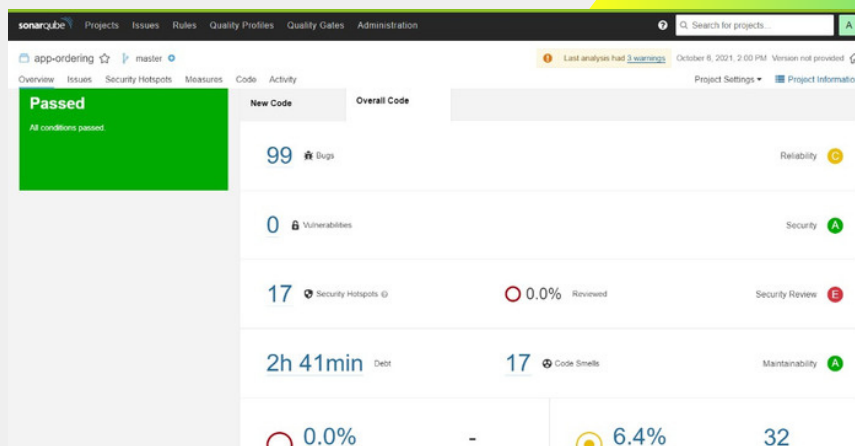 sonarqube Projects Issues Rules Quality Profiles Quality Gates Administration Search for projects... A
app-ordering master Last analysis had 3 warnings October 6, 2021, 2:00 PM Version not provided
Overview Issues Security Hotspots Measures Code Activity Project Settings Project Informatio
Passed New Code Overall Code
All conditions passed.
99 Bugs Reliability C
0 Vulnerabilities Security A
17 Security Hotspots 0.0% Reviewed Security Review E
2h 41min Debt 17 Code Smells Maintainability A
0.0% - 6.4% 32